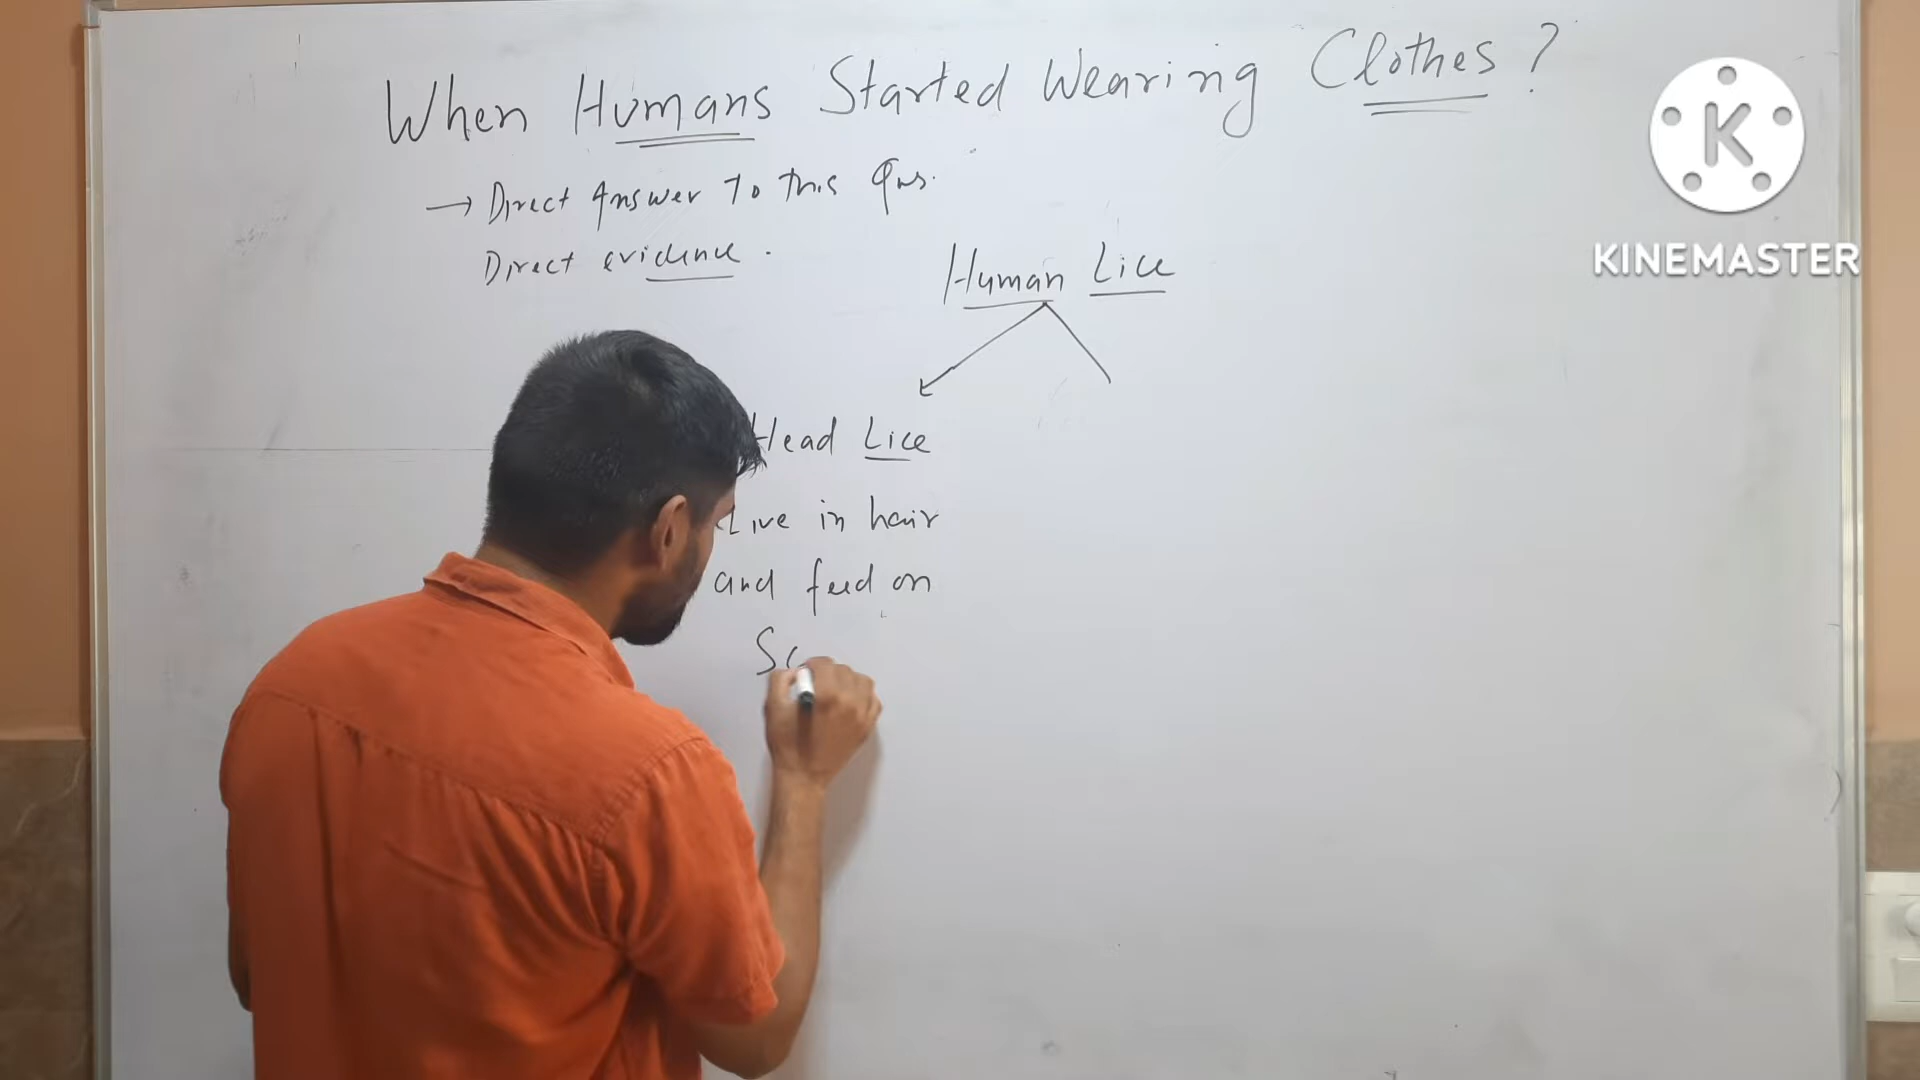 When Humans Started Wearing Clothes ?
→ Direct Answer To this Qns.
Direct evidence .
Human Lice
Head Lice
Live in hair
and feed on
Sc
K
KINEMASTER